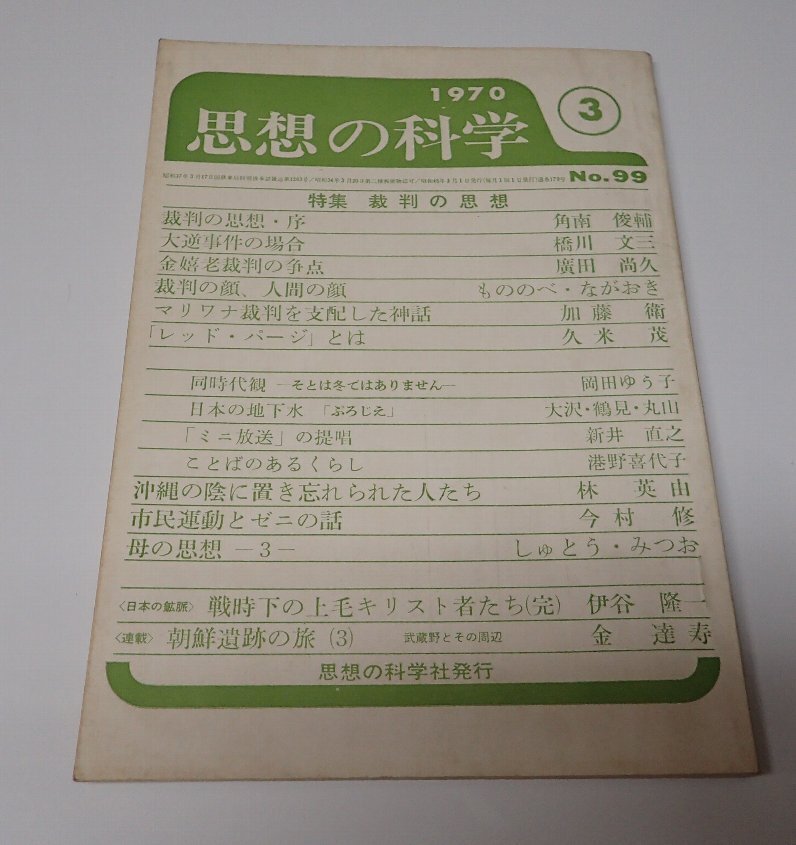 1970
3
思想の科学
No.99
特集 裁判の思想
裁判の思想・序 角南 俊輔
大逆事件の場合 橋川 文三
金嬉老裁判の争点 廣田 尚久
裁判の顔、人間の顔 もののべ・ながおき
マリワナ裁判を支配した神話 加藤 衛
「レッド・パージ」とは 久米 茂
同時代観 ―そとは冬ではありません― 岡田ゆう子
日本の地下水 「ぷろじえ」 大沢・鶴見・丸山
「ミニ放送」の提唱 新井 直之
ことばのあるくらし 港野喜代子
沖縄の陰に置き忘れられた人たち 林 英由
市民運動とゼニの話 今村 修
母の思想 ―3― しゅとう・みつお
〈日本の鉱脈〉 戦時下の上毛キリスト者たち(完) 伊谷 隆一
〈連載〉 朝鮮遺跡の旅 (3) 武蔵野とその周辺 金 達寿
思想の科学社発行